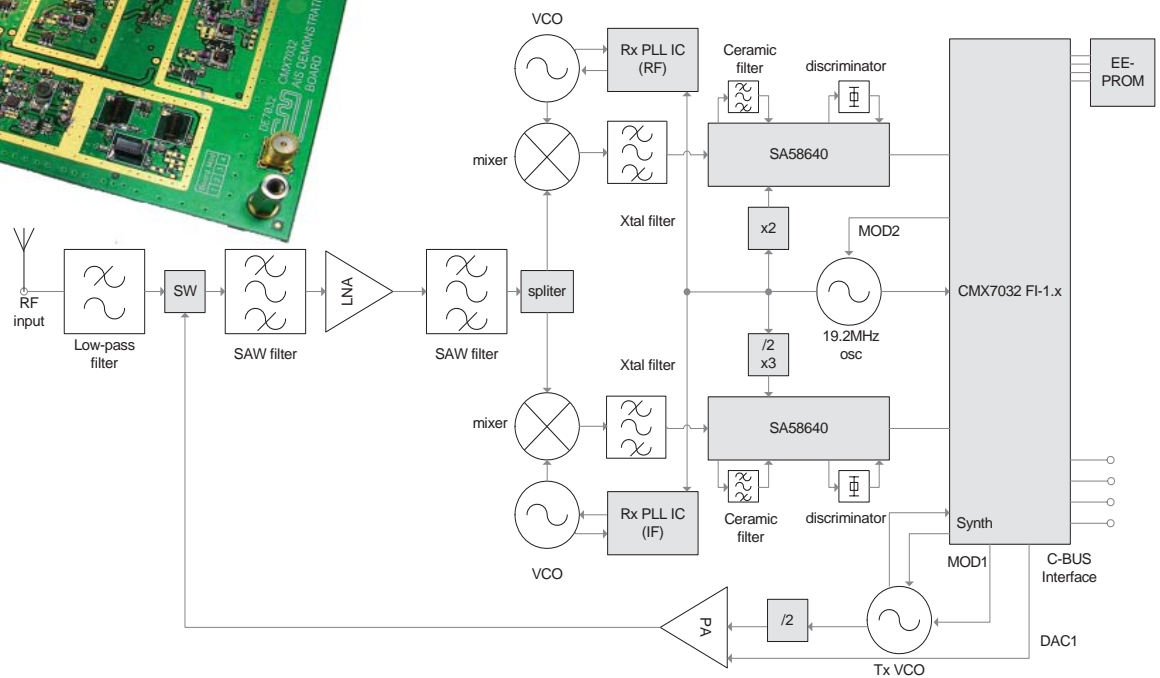 DE7032
CMX7032
AIS DEMONSTRATI
BOARD
VCO
Rx PLL IC
(RF)
Ceramic
filter
discriminator
EE-
PROM
mixer
SA58640
Xtal filter
x2
MOD2
RF
input
Low-pass
filter
SW
SAW filter
LNA
SAW filter
spliter
19.2MHz
osc
CMX7032 FI-1.x
/2
x3
Xtal filter
mixer
SA58640
Rx PLL IC
(IF)
Ceramic
filter
discriminator
VCO
Synth
MOD1
C-BUS
Interface
PA
/2
Tx VCO
DAC1